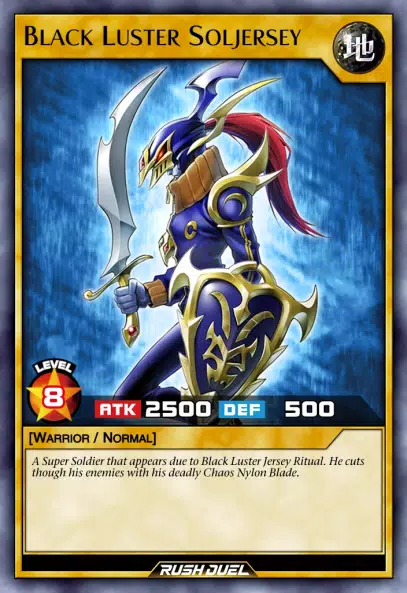 Black Luster Soljersey
地
LEVEL
8
ATK 2500 DEF 500
[Warrior / Normal]
A Super Soldier that appears due to Black Luster Jersey Ritual. He cuts
though his enemies with his deadly Chaos Nylon Blade.
RUSH DUEL